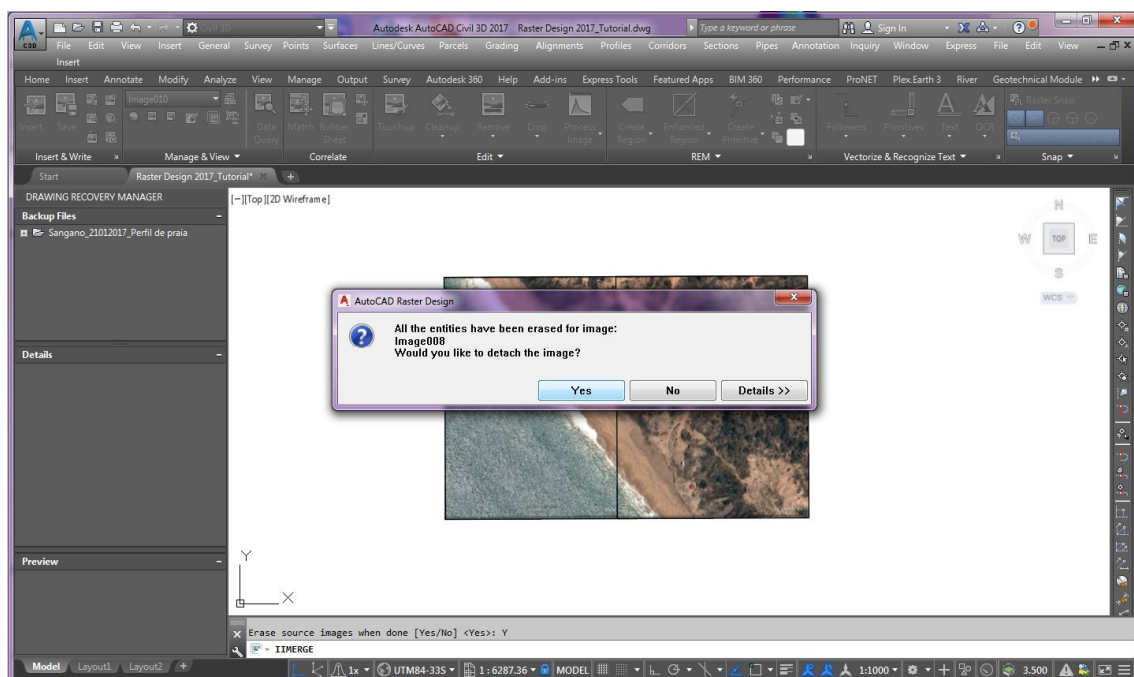 Civil 3D
Autodesk AutoCAD Civil 3D 2017 Raster Design 2017_Tutorial.dwg
Type a keyword or phrase
Sign In
C3D
File Edit View Insert General Survey Points Surfaces Lines/Curves Parcels Grading Alignments Profiles Corridors Sections Pipes Annotation Inquiry Window Express File Edit View
Insert
Home Insert Annotate Modify Analyze View Manage Output Survey Autodesk 360 Help Add-ins Express Tools Featured Apps BIM 360 Performance ProNET Plex.Earth 3 River Geotechnical Module
Image010
Raster Snap
Insert Save Data Query Match Rubber Sheet Touchup Cleanup Remove Crop Process Image Create Region Enhanced Region Create Primitive Followers Primitives Text OCR
Insert & Write Manage & View Correlate Edit REM Vectorize & Recognize Text Snap
Start Raster Design 2017_Tutorial*
DRAWING RECOVERY MANAGER
[−][Top][2D Wireframe]
Backup Files
Sangano_21012017_Perfil de praia
N
W TOP E
S
WCS
AutoCAD Raster Design
All the entities have been erased for image:
Image008
Would you like to detach the image?
Yes No Details >>
Details
Preview
Y
X
Erase source images when done [Yes/No] <Yes>: Y
IIMERGE
Model Layout1 Layout2 +
1x UTM84-33S 1:6287.36 MODEL 1:1000 3.500